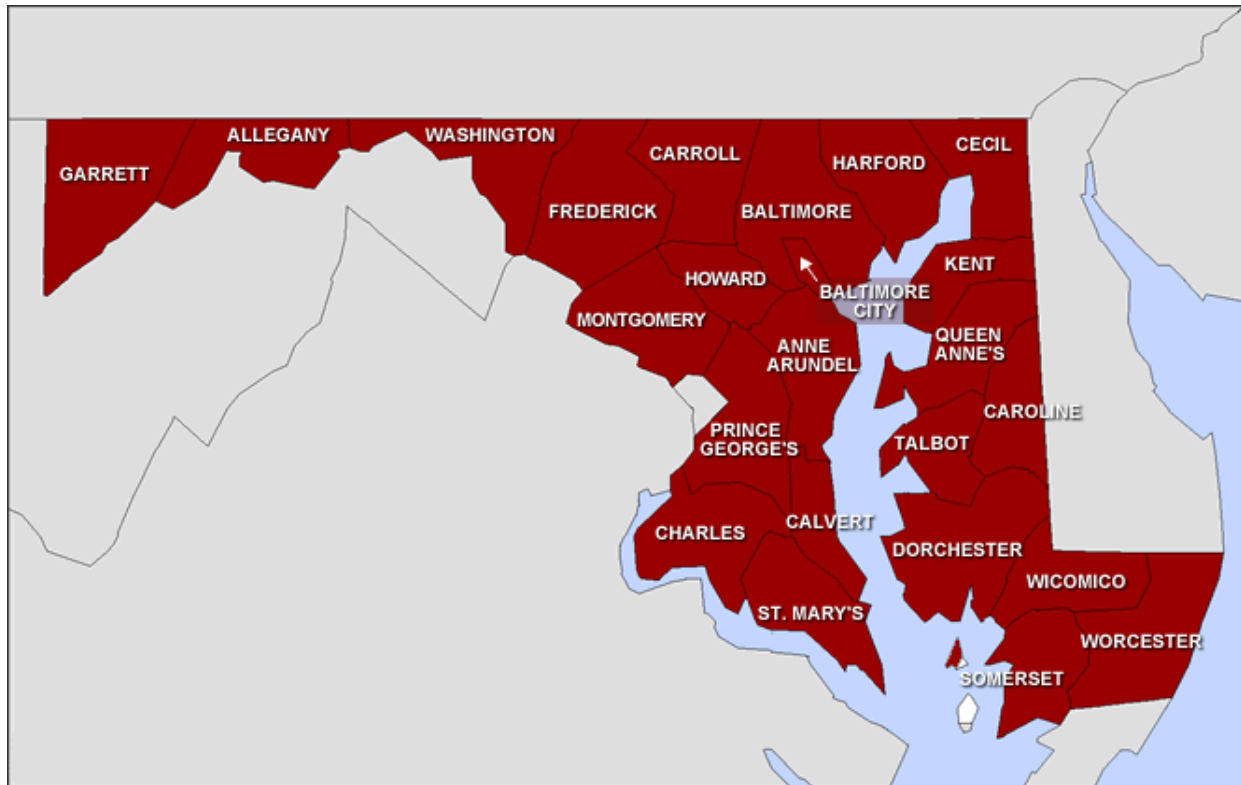 ALLEGANY
WASHINGTON
CECIL
CARROLL
HARFORD
GARRETT
FREDERICK
BALTIMORE
KENT
HOWARD
BALTIMORE
CITY
MONTGOMERY
QUEEN
ANNE'S
ANNE
ARUNDEL
CAROLINE
PRINCE
GEORGE'S
TALBOT
CALVERT
CHARLES
DORCHESTER
WICOMICO
ST. MARY'S
WORCESTER
SOMERSET